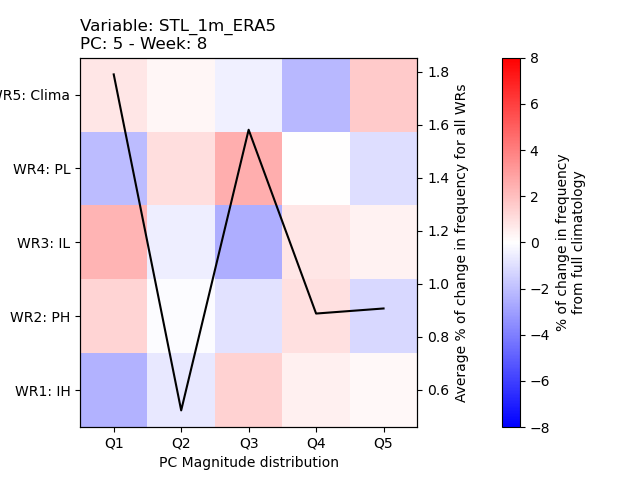 Variable: STL_1m_ERA5
PC: 5 - Week: 8
WR5: Clima
WR4: PL
WR3: IL
WR2: PH
WR1: IH
Q1 Q2 Q3 Q4 Q5
PC Magnitude distribution
1.8
1.6
1.4
1.2
1.0
0.8
0.6
Average % of change in frequency for all WRs
8
6
4
2
0
−2
−4
−6
−8
% of change in frequency
from full climatology